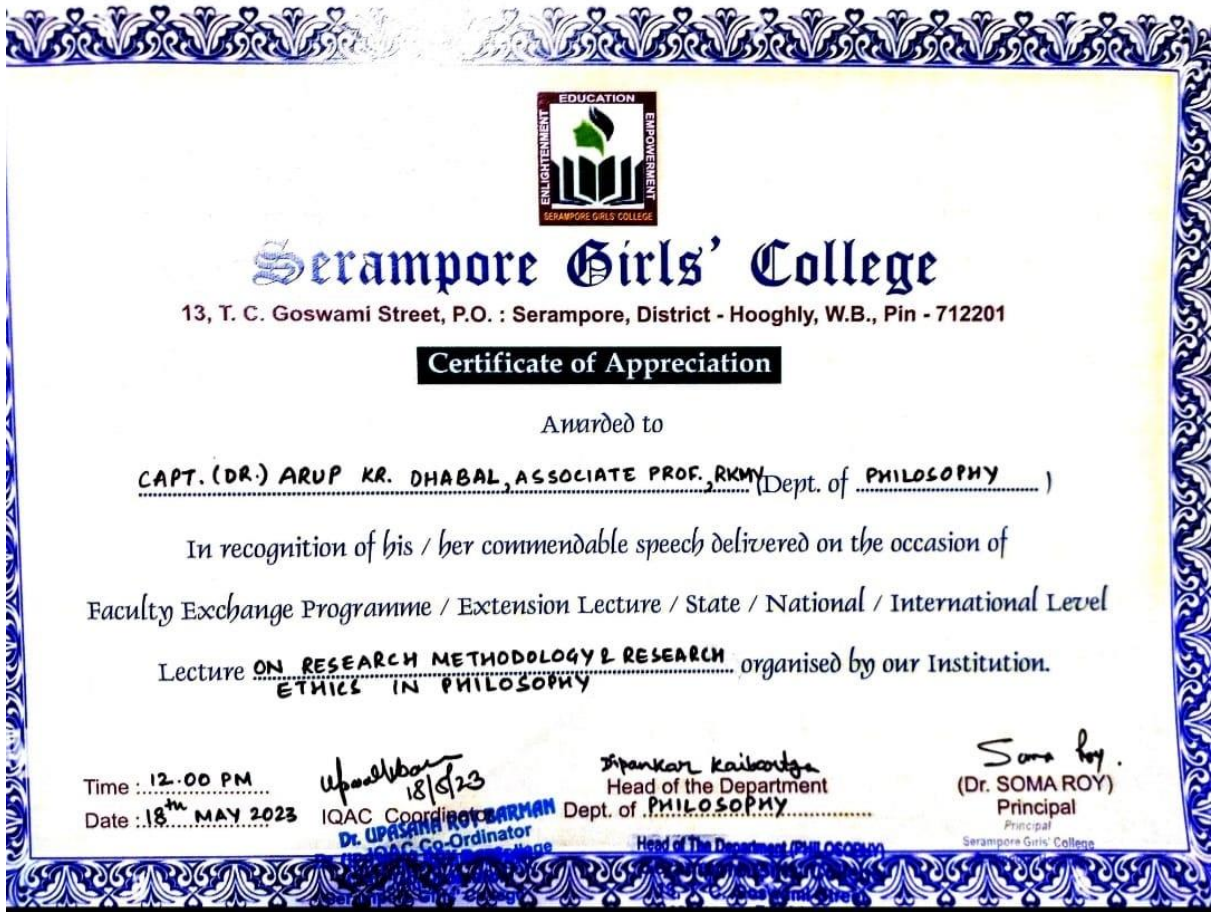 EDUCATION
ENLIGHTENMENT
EMPOWERMENT
SERAMPORE GIRLS COLLEGE
Serampore Girls' College
13, T. C. Goswami Street, P.O. : Serampore, District - Hooghly, W.B., Pin - 712201
Certificate of Appreciation
Awarded to
CAPT. (DR.) ARUP KR. DHABAL, ASSOCIATE PROF., RKMV (Dept. of PHILOSOPHY )
In recognition of his / her commendable speech delivered on the occasion of
Faculty Exchange Programme / Extension Lecture / State / National / International Level
Lecture ON RESEARCH METHODOLOGY & RESEARCH organised by our Institution.
ETHICS IN PHILOSOPHY
Time : 12.00 PM
Date : 18th MAY 2023
18/5/23
IQAC Coordinator
Dr. UPASANA ROY BARMAN
IQAC Co-Ordinator
Dipankar Kaibartya
Head of the Department
Dept. of PHILOSOPHY
Head of The Department (PHILOSOPHY)
Soma Roy.
(Dr. SOMA ROY)
Principal
Principal
Serampore Girls' College